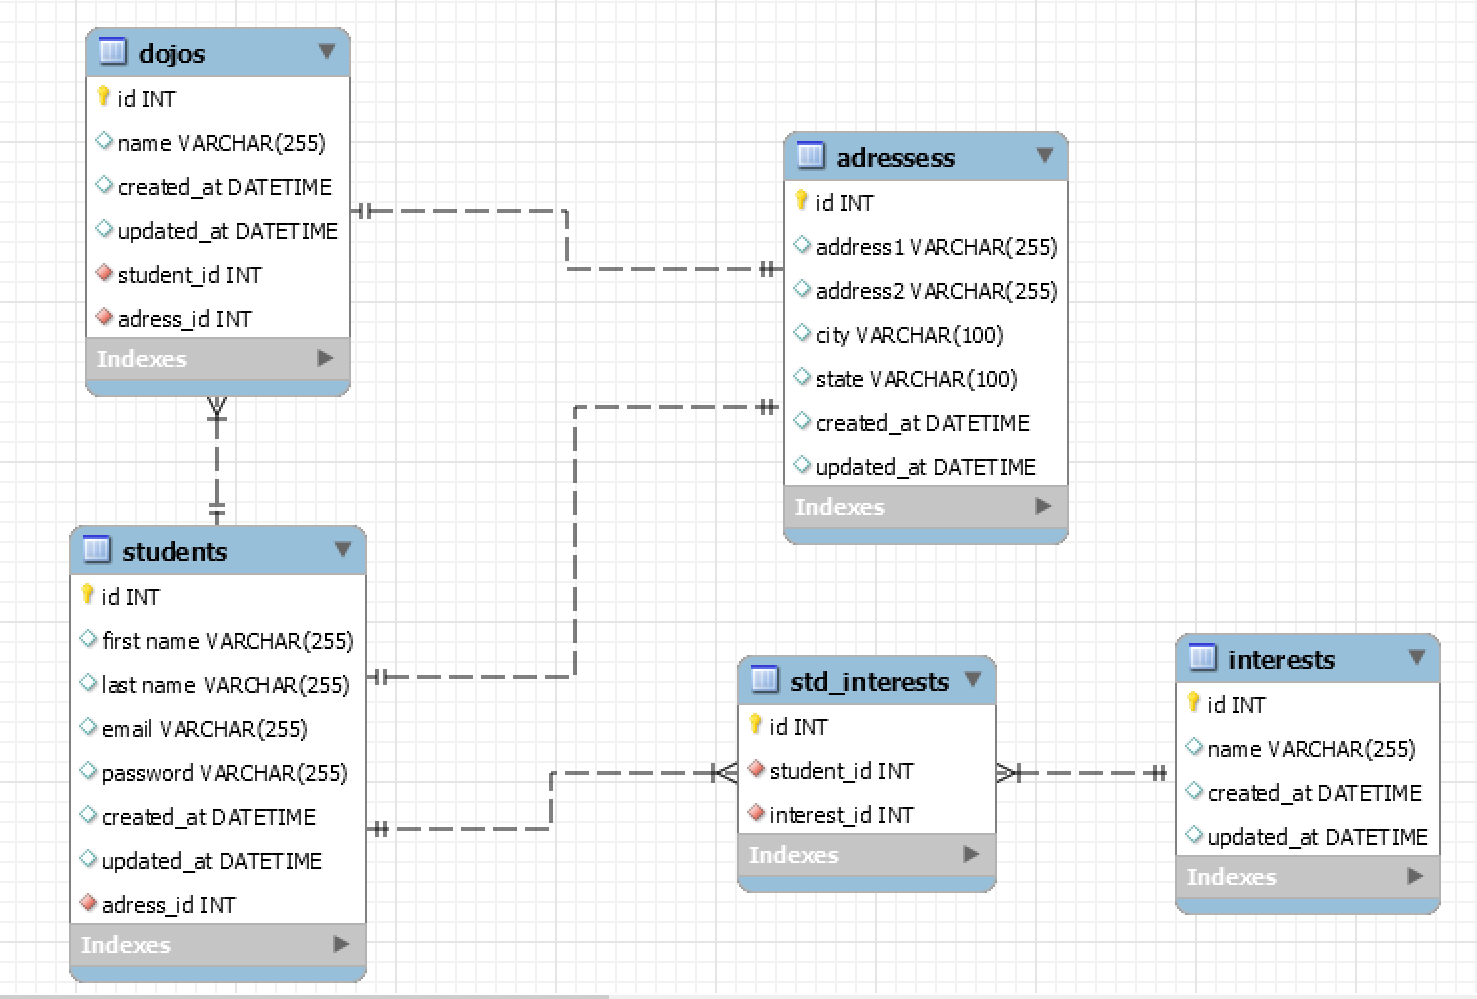 dojos
id INT
name VARCHAR(255)
created_at DATETIME
updated_at DATETIME
student_id INT
adress_id INT
Indexes
adressess
id INT
address1 VARCHAR(255)
address2 VARCHAR(255)
city VARCHAR(100)
state VARCHAR(100)
created_at DATETIME
updated_at DATETIME
Indexes
students
id INT
first name VARCHAR(255)
last name VARCHAR(255)
email VARCHAR(255)
password VARCHAR(255)
created_at DATETIME
updated_at DATETIME
adress_id INT
Indexes
std_interests
id INT
student_id INT
interest_id INT
Indexes
interests
id INT
name VARCHAR(255)
created_at DATETIME
updated_at DATETIME
Indexes